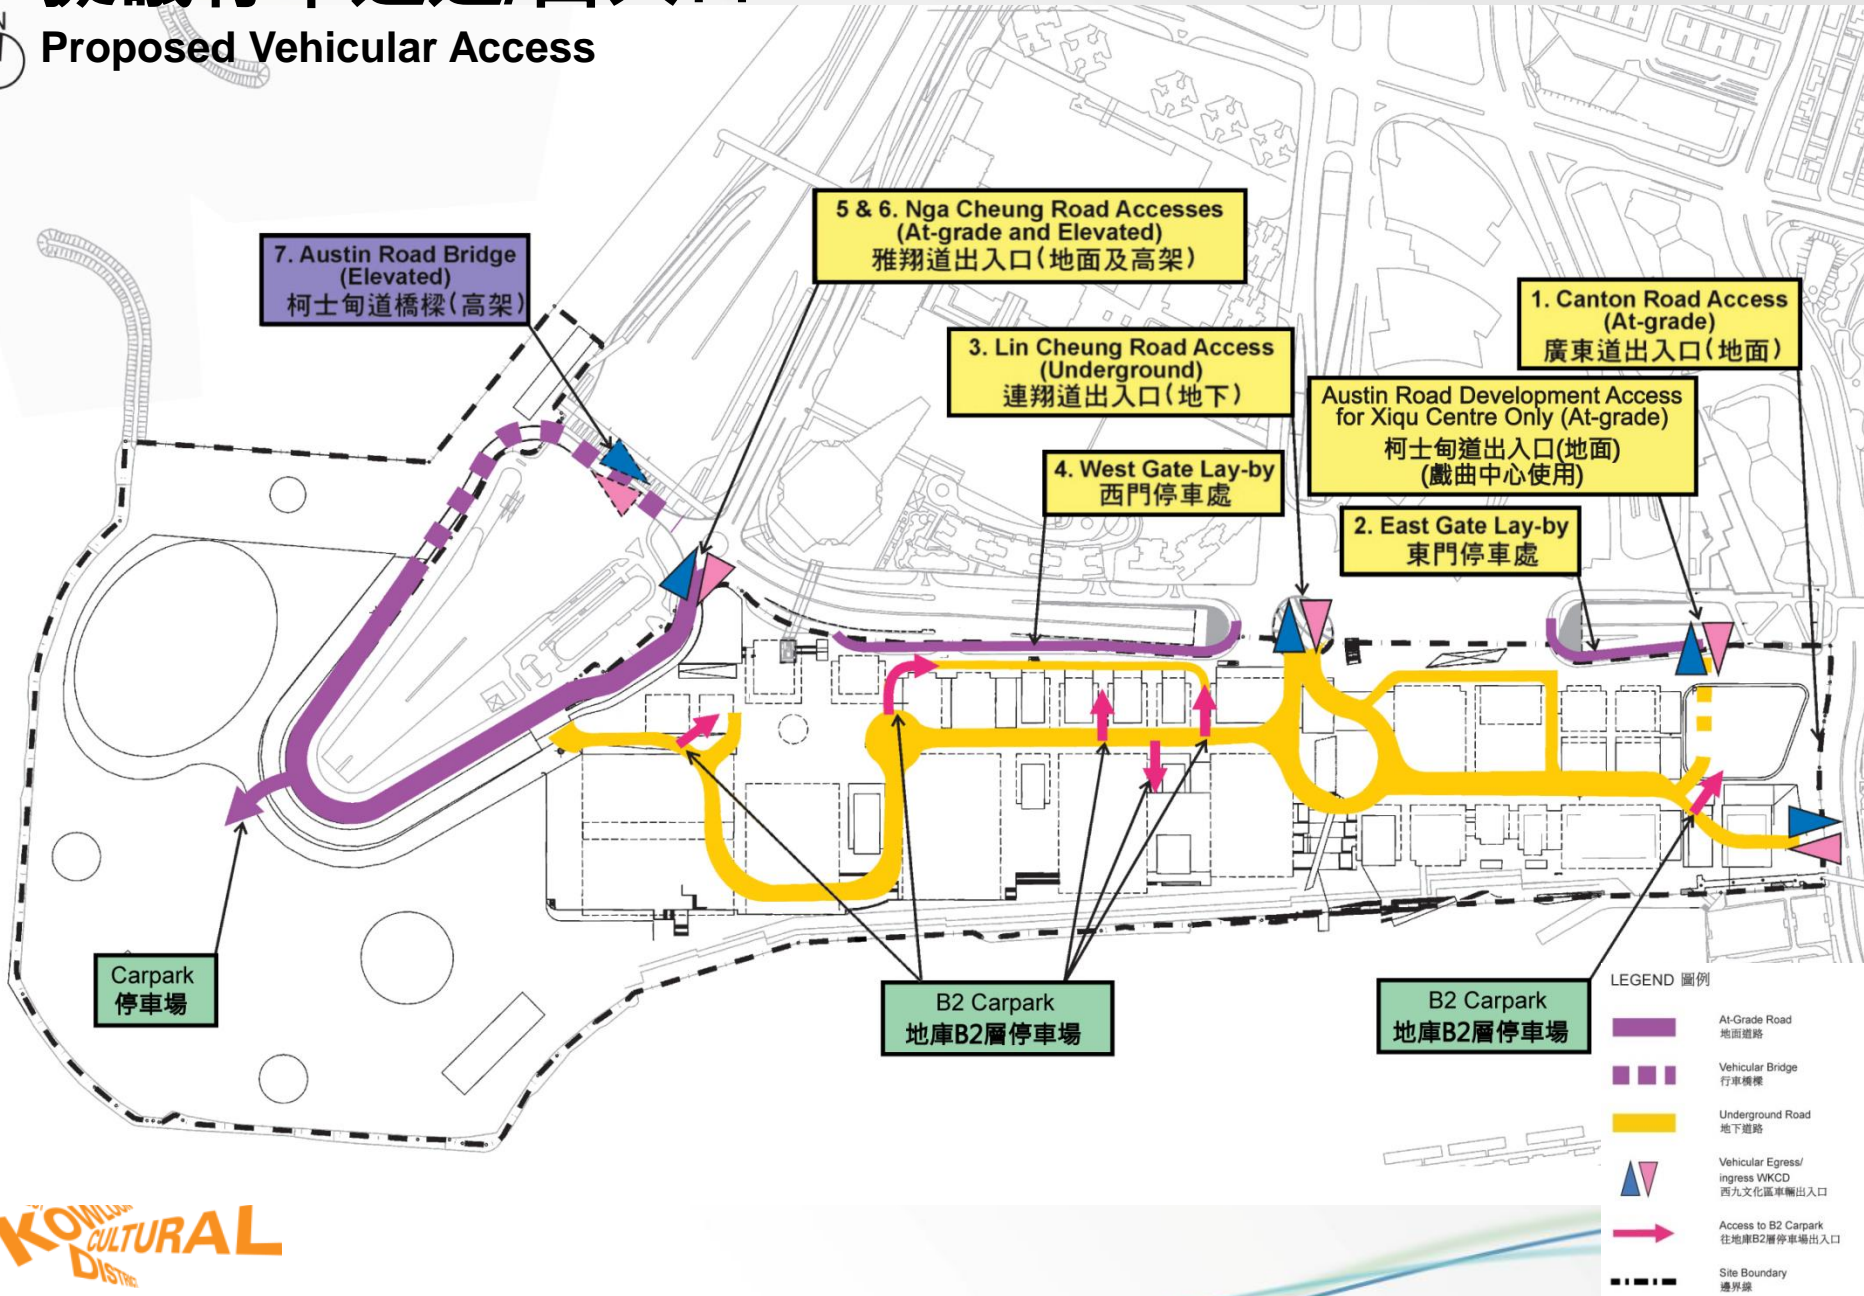 Proposed Vehicular Access
N
5 & 6. Nga Cheung Road Accesses
(At-grade and Elevated)
雅翔道出入口(地面及高架)
7. Austin Road Bridge
(Elevated)
柯士甸道橋樑(高架)
1. Canton Road Access
(At-grade)
廣東道出入口(地面)
3. Lin Cheung Road Access
(Underground)
連翔道出入口(地下)
Austin Road Development Access
for Xiqu Centre Only (At-grade)
柯士甸道出入口(地面)
(戲曲中心使用)
4. West Gate Lay-by
西門停車處
2. East Gate Lay-by
東門停車處
Carpark
停車場
B2 Carpark
地庫B2層停車場
B2 Carpark
地庫B2層停車場
LEGEND 圖例
At-Grade Road
地面道路
Vehicular Bridge
行車橋樑
Underground Road
地下道路
Vehicular Egress/
ingress WKCD
西九文化區車輛出入口
Access to B2 Carpark
往地庫B2層停車場出入口
Site Boundary
邊界線
KOWLOON
CULTURAL
DISTRICT